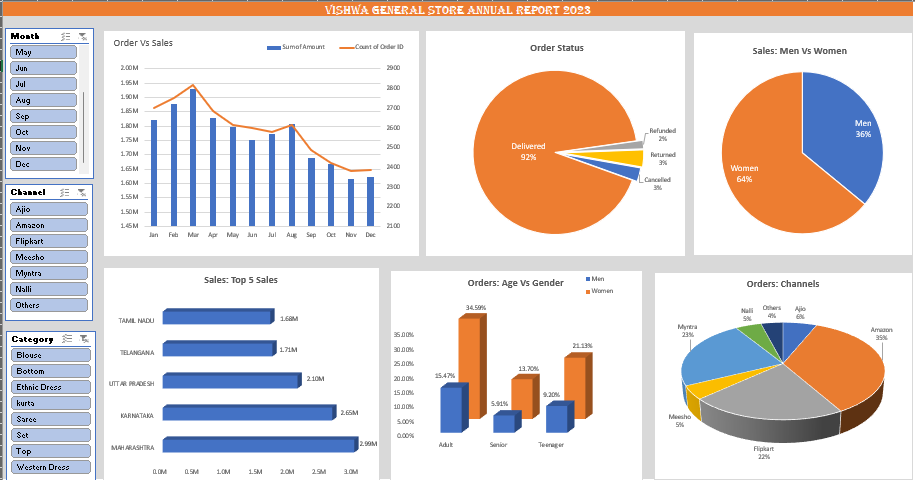 VISHWA GENERAL STORE ANNUAL REPORT 2023
Month
May
Jun
Jul
Aug
Sep
Oct
Nov
Dec
Channel
Ajio
Amazon
Flipkart
Meesho
Myntra
Nalli
Others
Category
Blouse
Bottom
Ethnic Dress
kurta
Saree
Set
Top
Western Dress
Order Vs Sales
Sum of Amount
Count of Order ID
2.00M
1.95M
1.90M
1.85M
1.80M
1.75M
1.70M
1.65M
1.60M
1.55M
1.50M
1.45M
2900
2800
2700
2600
2500
2400
2300
2200
2100
Jan Feb Mar Apr May Jun Jul Aug Sep Oct Nov Dec
Order Status
Delivered
92%
Refunded
2%
Returned
3%
Cancelled
3%
Sales: Men Vs Women
Men
36%
Women
64%
Sales: Top 5 Sales
TAMIL NADU 1.68M
TELANGANA 1.71M
UTTAR PRADESH 2.10M
KARNATAKA 2.65M
MAHARASHTRA 2.99M
0.0M 0.5M 1.0M 1.5M 2.0M 2.5M 3.0M
Orders: Age Vs Gender
Men
Women
35.00%
30.00%
25.00%
20.00%
15.00%
10.00%
5.00%
0.00%
15.47%
34.59%
5.91%
13.70%
9.20%
21.13%
Adult Senior Teenager
Orders: Channels
Ajio
6%
Amazon
35%
Flipkart
22%
Meesho
5%
Myntra
23%
Nalli
5%
Others
4%